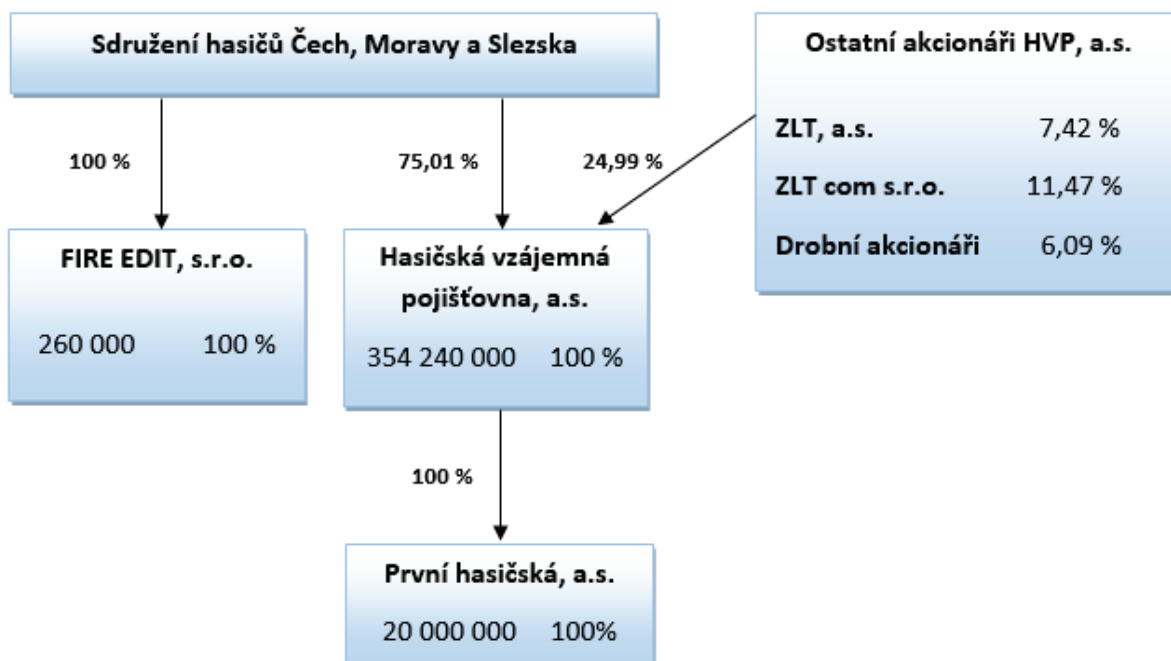 Sdružení hasičů Čech, Moravy a Slezska
Ostatní akcionáři HVP, a.s.
ZLT, a.s. 7,42 %
ZLT com s.r.o. 11,47 %
Drobní akcionáři 6,09 %
100 %
75,01 %
24,99 %
FIRE EDIT, s.r.o.
260 000 100 %
Hasičská vzájemná
pojišťovna, a.s.
354 240 000 100 %
100 %
První hasičská, a.s.
20 000 000 100%